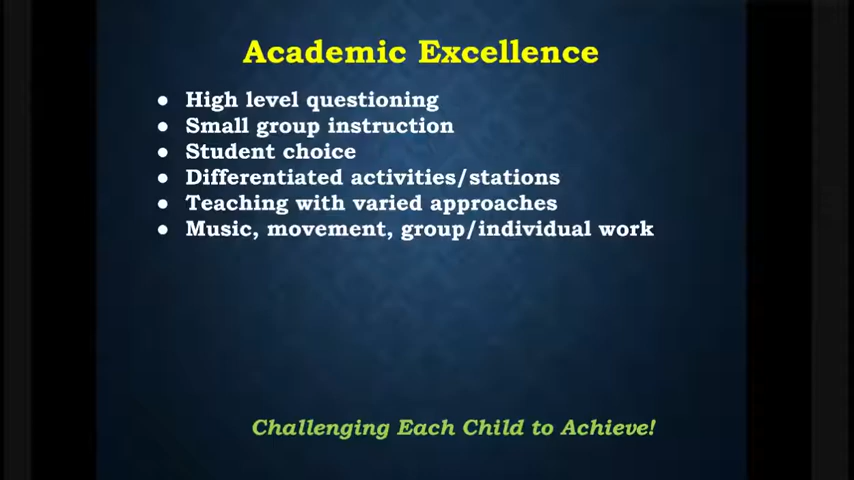 Academic Excellence
● High level questioning
● Small group instruction
● Student choice
● Differentiated activities/stations
● Teaching with varied approaches
● Music, movement, group/individual work
Challenging Each Child to Achieve!